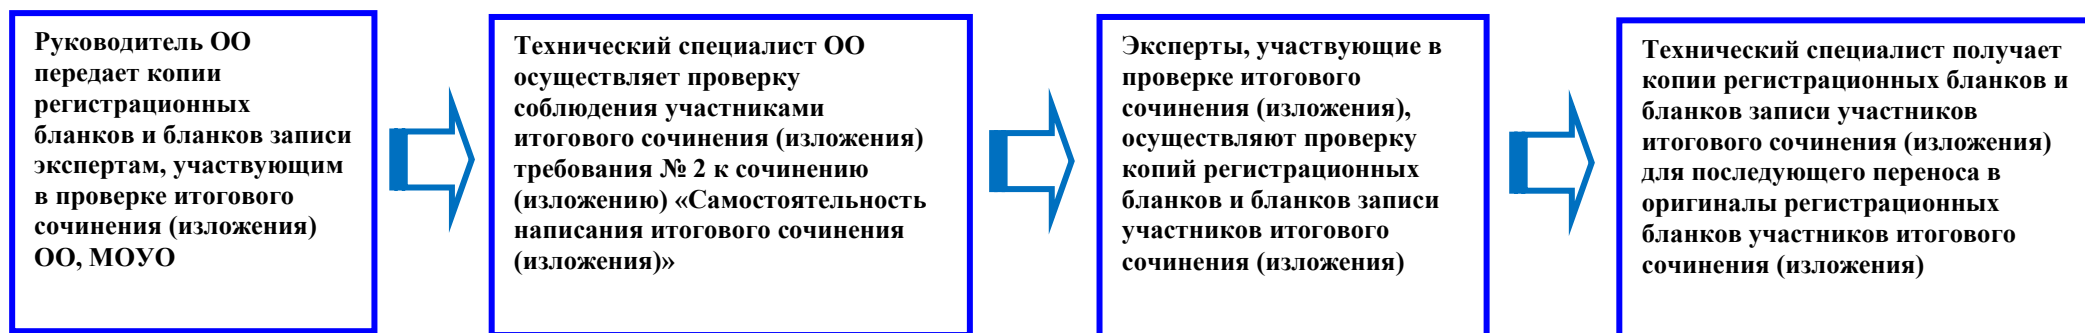 Руководитель ОО
передает копии
регистрационных
бланков и бланков записи
экспертам, участвующим
в проверке итогового
сочинения (изложения)
ОО, МОУО
Технический специалист ОО
осуществляет проверку
соблюдения участниками
итогового сочинения (изложения)
требования № 2 к сочинению
(изложению) «Самостоятельность
написания итогового сочинения
(изложения)»
Эксперты, участвующие в
проверке итогового
сочинения (изложения),
осуществляют проверку
копий регистрационных
бланков и бланков записи
участников итогового
сочинения (изложения)
Технический специалист получает
копии регистрационных бланков и
бланков записи участников
итогового сочинения (изложения)
для последующего переноса в
оригиналы регистрационных
бланков участников итогового
сочинения (изложения)